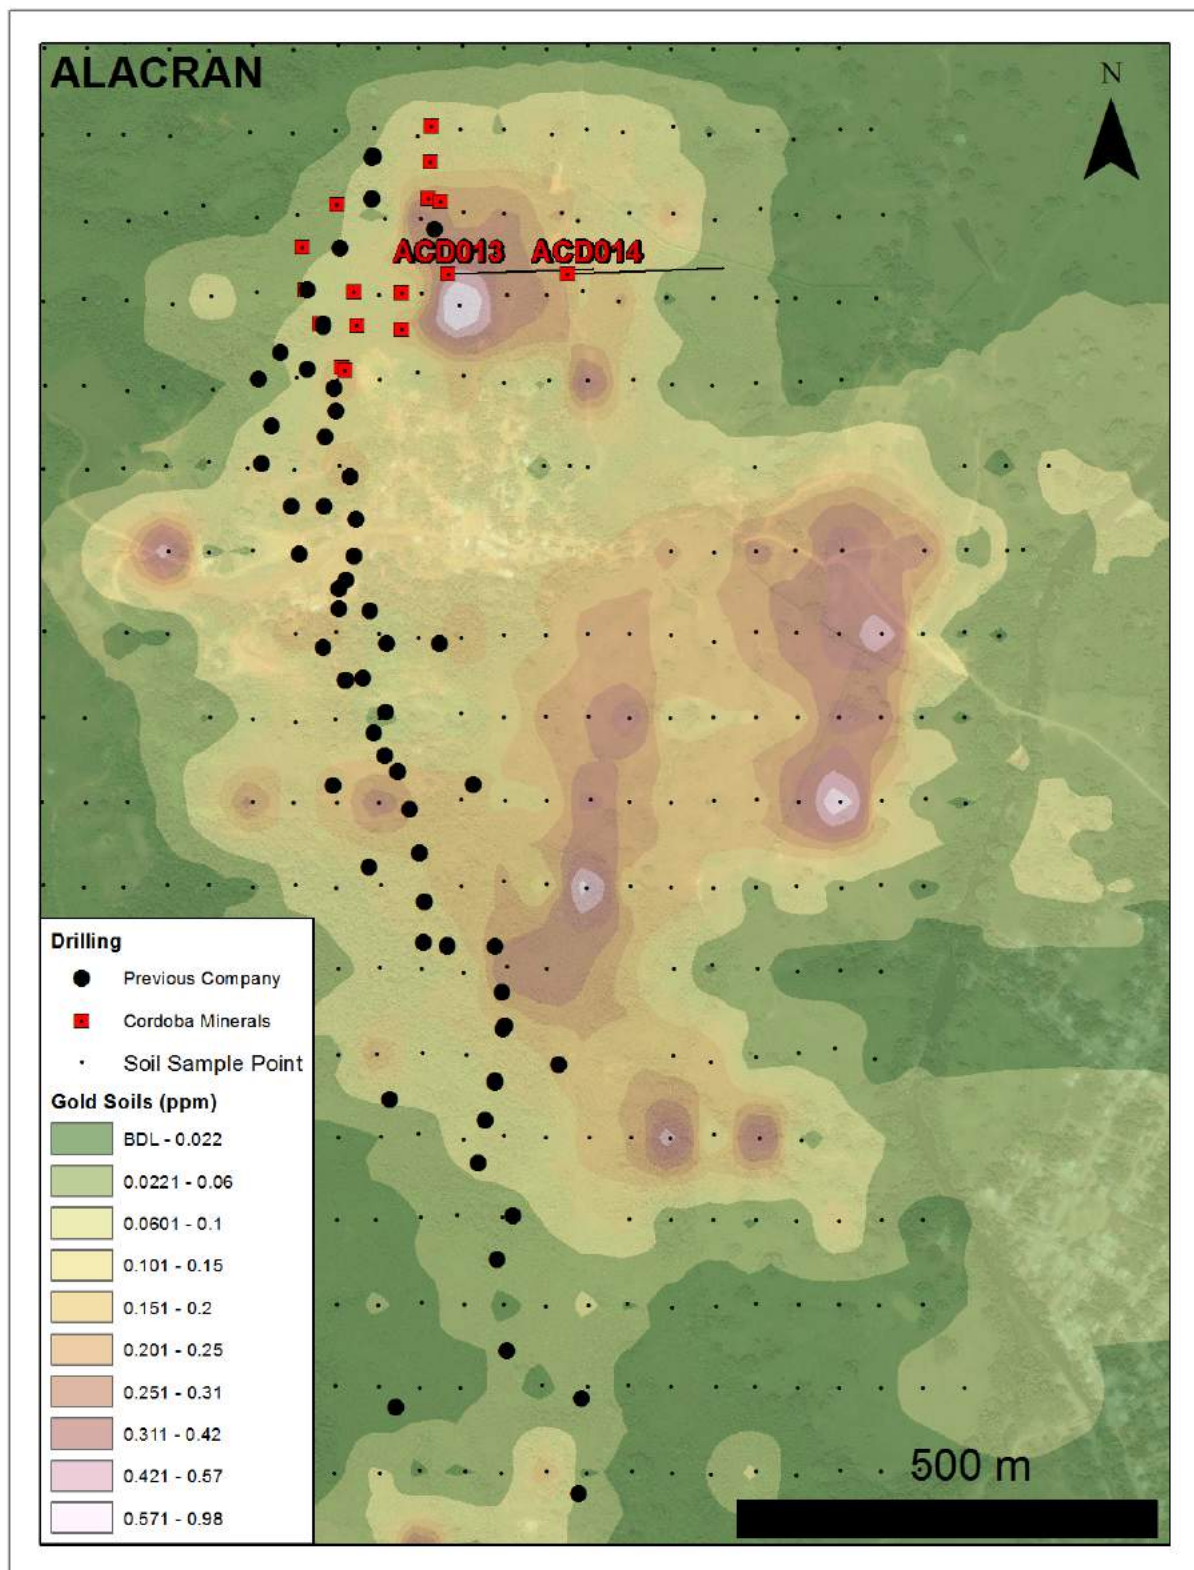 ALACRAN
N
ACD013 ACD014
Drilling
Previous Company
Cordoba Minerals
Soil Sample Point
Gold Soils (ppm)
BDL - 0.022
0.0221 - 0.06
0.0601 - 0.1
0.101 - 0.15
0.151 - 0.2
0.201 - 0.25
0.251 - 0.31
0.311 - 0.42
0.421 - 0.57
0.571 - 0.98
500 m